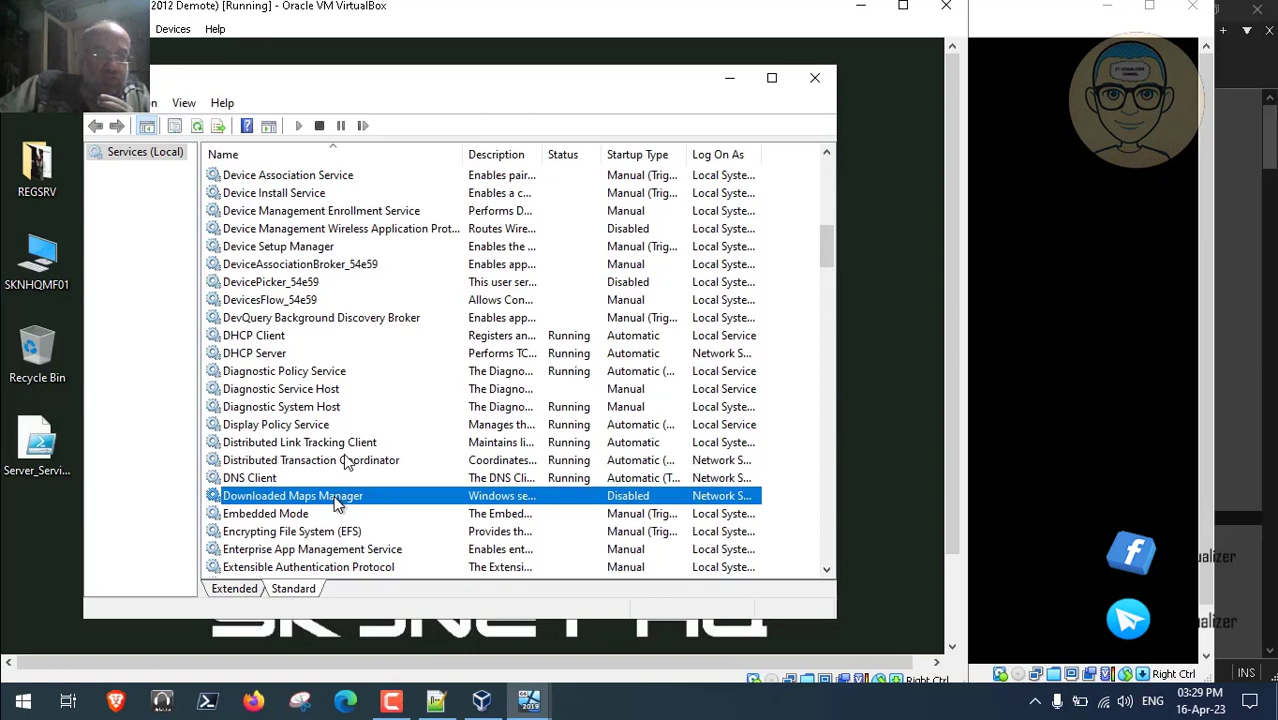 2012 Demote) [Running] - Oracle VM VirtualBox
Devices Help
View Help
Services (Local)
Name Description Status Startup Type Log On As
Device Association Service Enables pair... Manual (Trig... Local Syste...
Device Install Service Enables a c... Manual (Trig... Local Syste...
Device Management Enrollment Service Performs D... Manual Local Syste...
Device Management Wireless Application Prot... Routes Wire... Disabled Local Syste...
Device Setup Manager Enables the ... Manual (Trig... Local Syste...
DeviceAssociationBroker_54e59 Enables app... Manual Local Syste...
DevicePicker_54e59 This user ser... Disabled Local Syste...
DevicesFlow_54e59 Allows Con... Manual Local Syste...
DevQuery Background Discovery Broker Enables app... Manual (Trig... Local Syste...
DHCP Client Registers an... Running Automatic Local Service
DHCP Server Performs TC... Running Automatic Network S...
Diagnostic Policy Service The Diagno... Running Automatic (... Local Service
Diagnostic Service Host The Diagno... Manual Local Service
Diagnostic System Host The Diagno... Running Manual Local Syste...
Display Policy Service Manages th... Running Automatic (... Local Service
Distributed Link Tracking Client Maintains li... Running Automatic Local Syste...
Distributed Transaction Coordinator Coordinates... Running Automatic (... Network S...
DNS Client The DNS Cli... Running Automatic (T... Network S...
Downloaded Maps Manager Windows se... Disabled Network S...
Embedded Mode The Embed... Manual (Trig... Local Syste...
Encrypting File System (EFS) Provides th... Manual (Trig... Local Syste...
Enterprise App Management Service Enables ent... Manual Local Syste...
Extensible Authentication Protocol The Extensi... Manual Local Syste...
Extended Standard
REGSRV
SKNHQMF01
Recycle Bin
Server_Servi...
ualizer
ualizer
Right Ctrl
Right Ctrl
INS
2019
ENG
03:29 PM
16-Apr-23